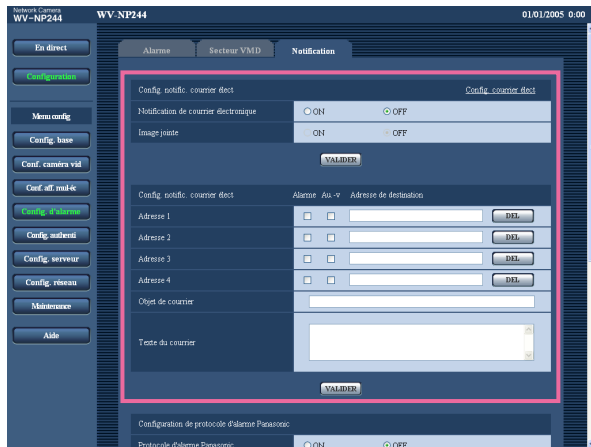 Network Camera
WV-NP244
WV-NP244
01/01/2005 0:00
En direct
Configuration
Menu config
Config. base
Conf. caméra vid
Conf. aff. mul-éc
Config. d'alarme
Config. authenti
Config. serveur
Config. réseau
Maintenance
Aide
Alarme Secteur VMD Notification
Config. notific. courrier élect Config. courrier élect
Notification de courrier électronique ON OFF
Image jointe ON OFF
VALIDER
Config. notific. courrier élect Alarme Au.-v Adresse de destination
Adresse 1 DEL
Adresse 2 DEL
Adresse 3 DEL
Adresse 4 DEL
Objet de courrier
Texte du courrier
VALIDER
Configuration de protocole d'alarme Panasonic
Protocole d'alarme Panasonic ON OFF